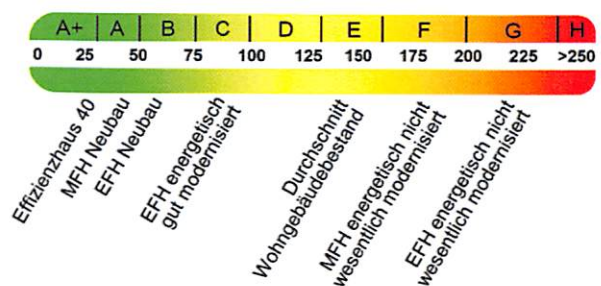 A+ A B C D E F G H
0 25 50 75 100 125 150 175 200 225 >250
Effizienzhaus 40
MFH Neubau
EFH Neubau
EFH energetisch
gut modernisiert
Durchschnitt
Wohngebäudebestand
MFH energetisch nicht
wesentlich modernisiert
EFH energetisch nicht
wesentlich modernisiert